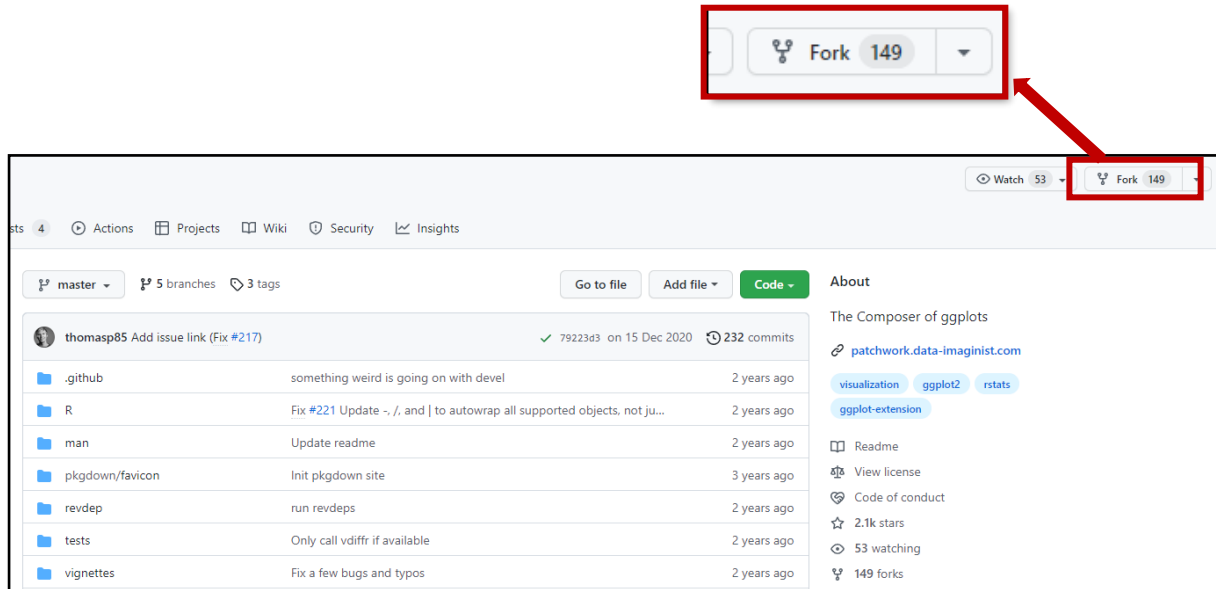 Fork 149
Watch 53 Fork 149
sts 4 Actions Projects Wiki Security Insights
master 5 branches 3 tags Go to file Add file Code
thomasp85 Add issue link (Fix #217) 79223d3 on 15 Dec 2020 232 commits
.github something weird is going on with devel 2 years ago
R Fix #221 Update -, /, and | to autowrap all supported objects, not ju... 2 years ago
man Update readme 2 years ago
pkgdown/favicon Init pkgdown site 3 years ago
revdep run revdeps 2 years ago
tests Only call vdiffr if available 2 years ago
vignettes Fix a few bugs and typos 2 years ago
About
The Composer of ggplots
patchwork.data-imaginist.com
visualization ggplot2 rstats
ggplot-extension
Readme
View license
Code of conduct
2.1k stars
53 watching
149 forks